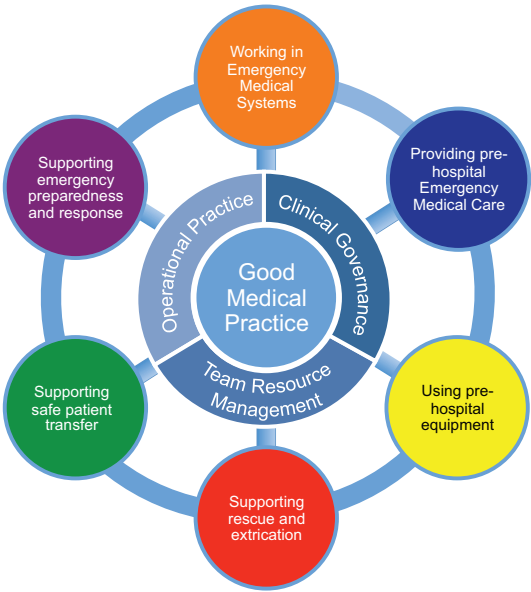 Working in
Emergency
Medical
Systems
Providing pre-
hospital
Emergency
Medical Care
Using pre-
hospital
equipment
Supporting
rescue and
extrication
Supporting
safe patient
transfer
Supporting
emergency
preparedness
and response
Operational Practice
Clinical Governance
Team Resource
Management
Good
Medical
Practice